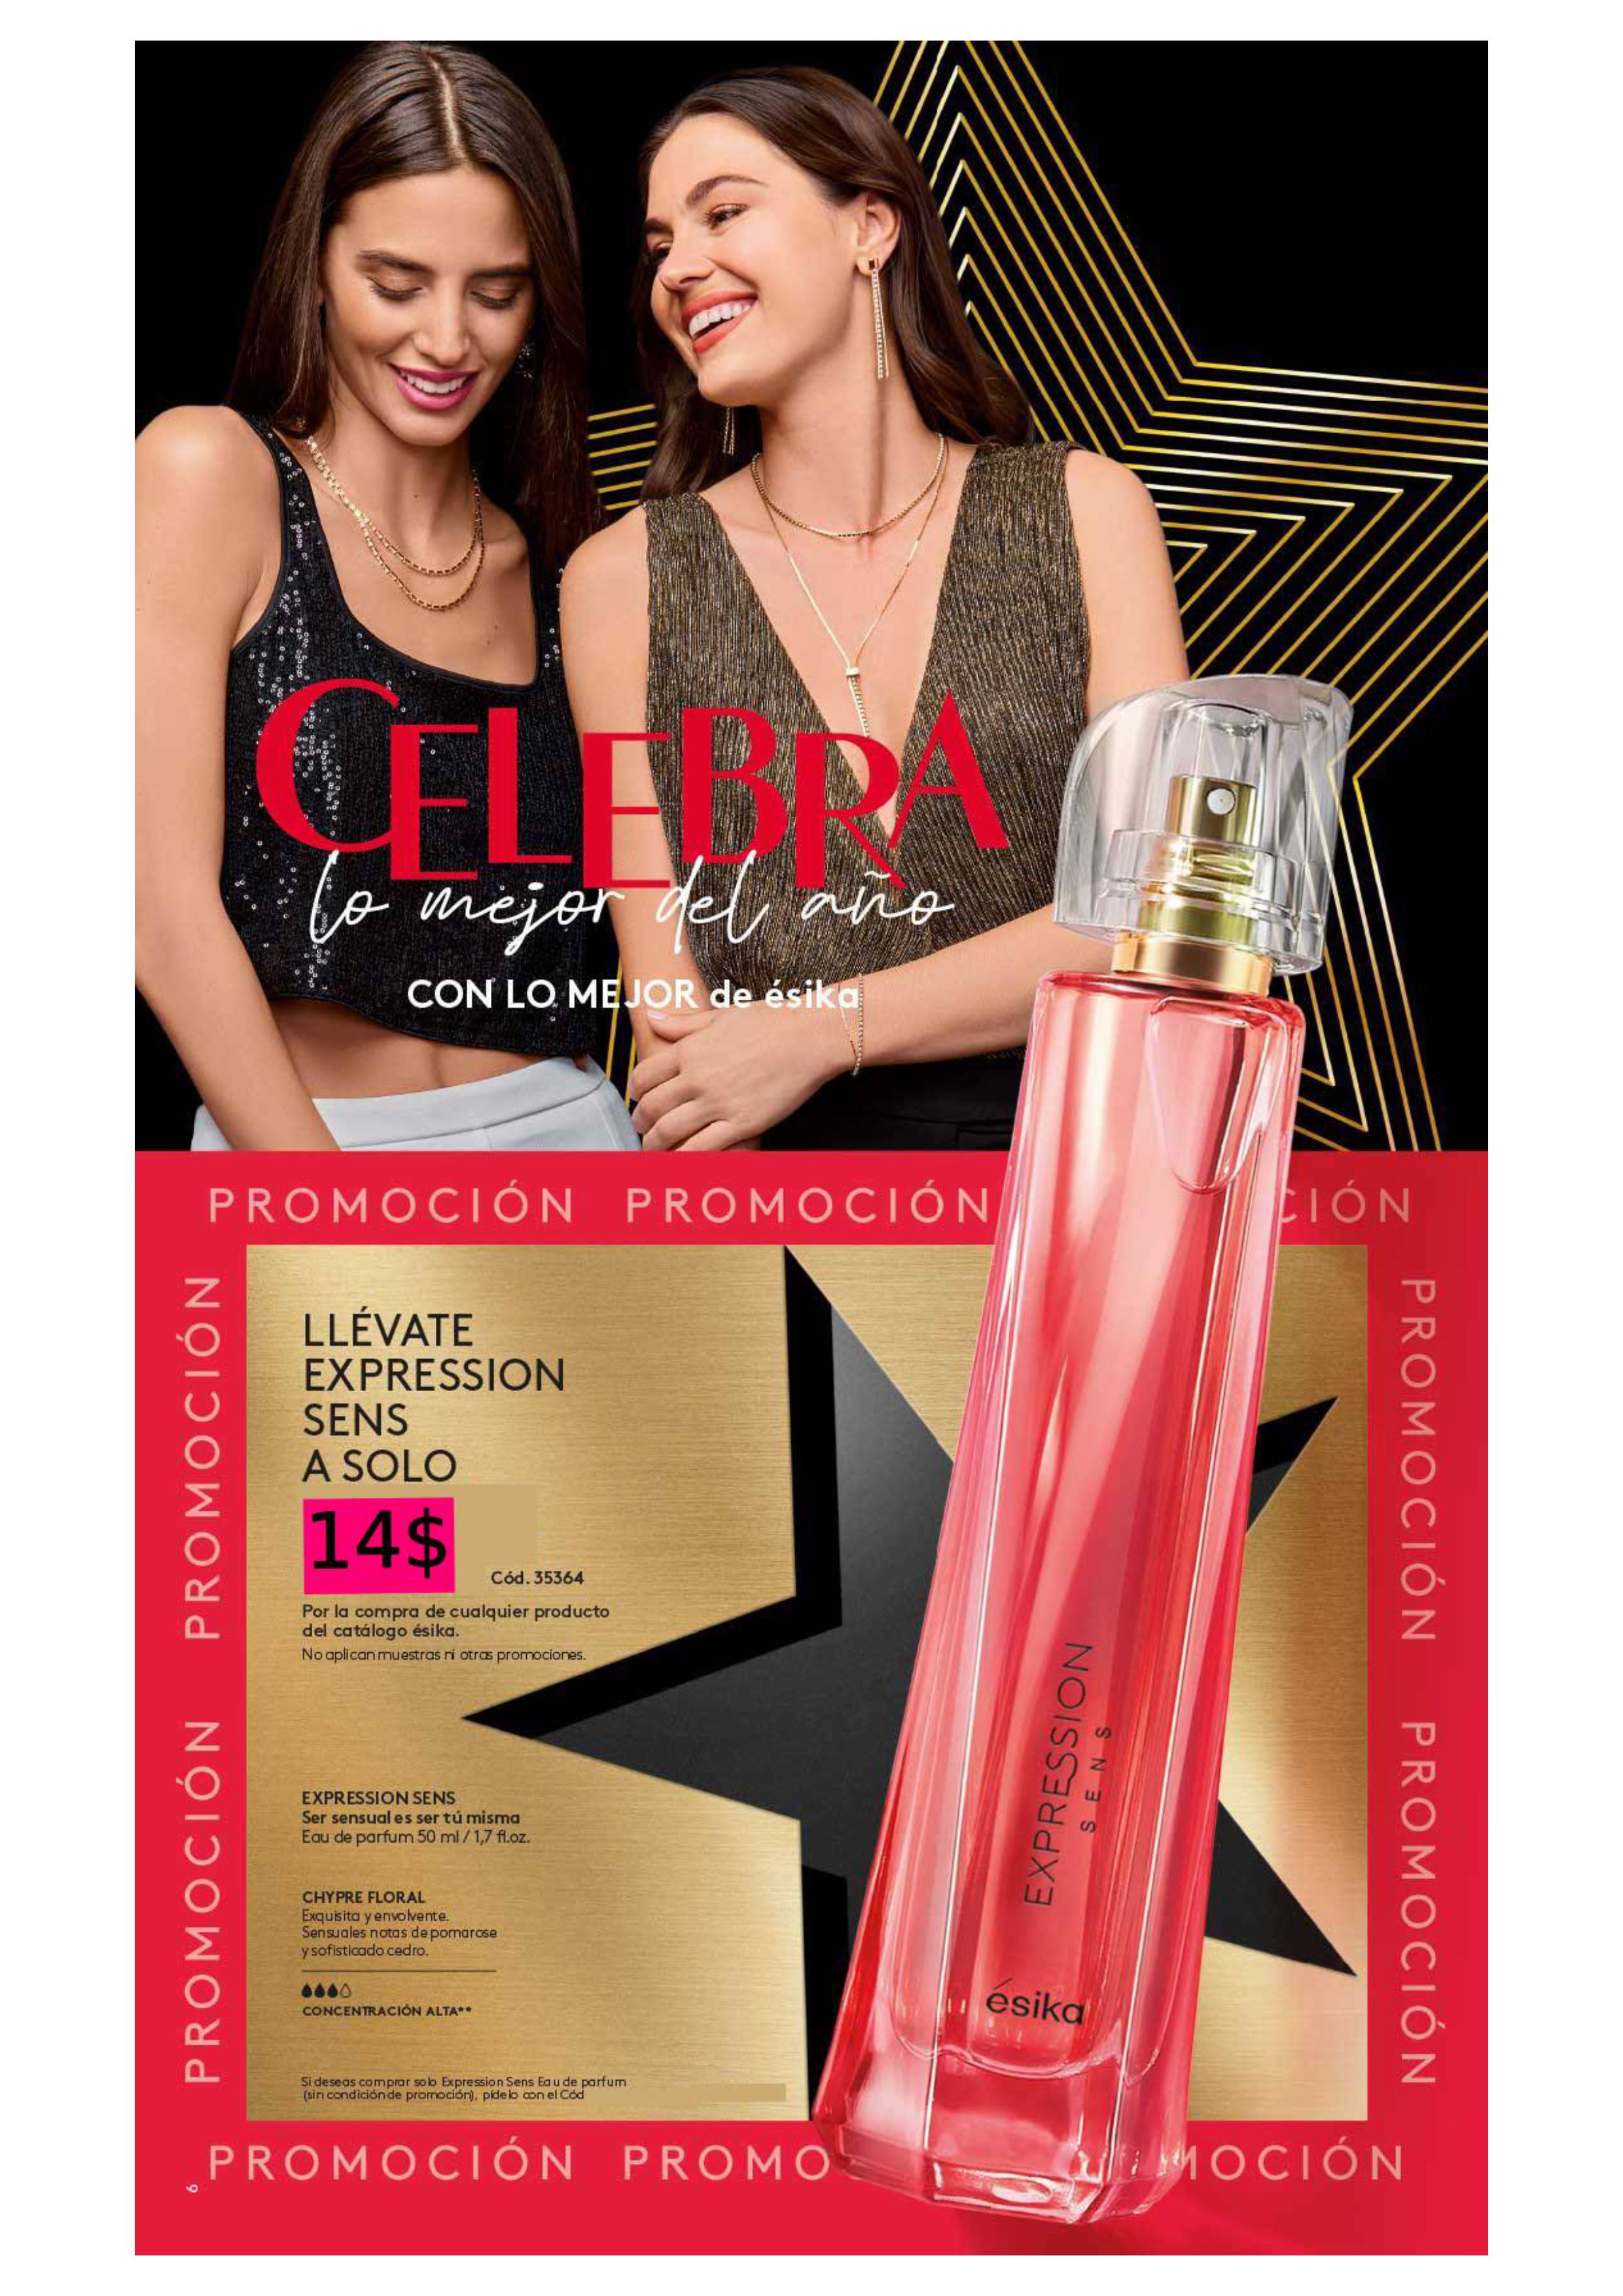 CELEBRA
lo mejor del año
CON LO MEJOR de ésika
PROMOCIÓN PROMOCIÓN CIÓN
PROMOCIÓN PROMOCIÓN
PROMOCIÓN PROMOCIÓN
LLÉVATE
EXPRESSION
SENS
A SOLO
14$
Cód. 35364
Por la compra de cualquier producto
del catálogo ésika.
No aplican muestras ni otras promociones.
EXPRESSION SENS
Ser sensual es ser tú misma
Eau de parfum 50 ml / 1,7 fl.oz.
CHYPRE FLORAL
Exquisita y envolvente.
Sensuales notas de pomarose
y sofisticado cedro.
CONCENTRACIÓN ALTA**
Si deseas comprar solo Expression Sens Eau de parfum
(sin condición de promoción), pídelo con el Cód
EXPRESSION
SENS
ésika
PROMOCIÓN PROMO MOCIÓN
6